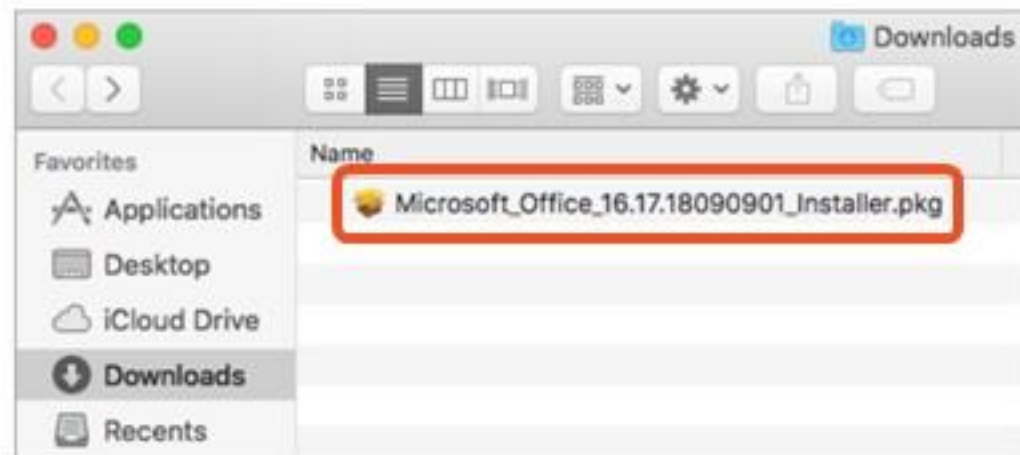 Downloads
Favorites
Name
Applications
Microsoft_Office_16.17.18090901_Installer.pkg
Desktop
iCloud Drive
Downloads
Recents